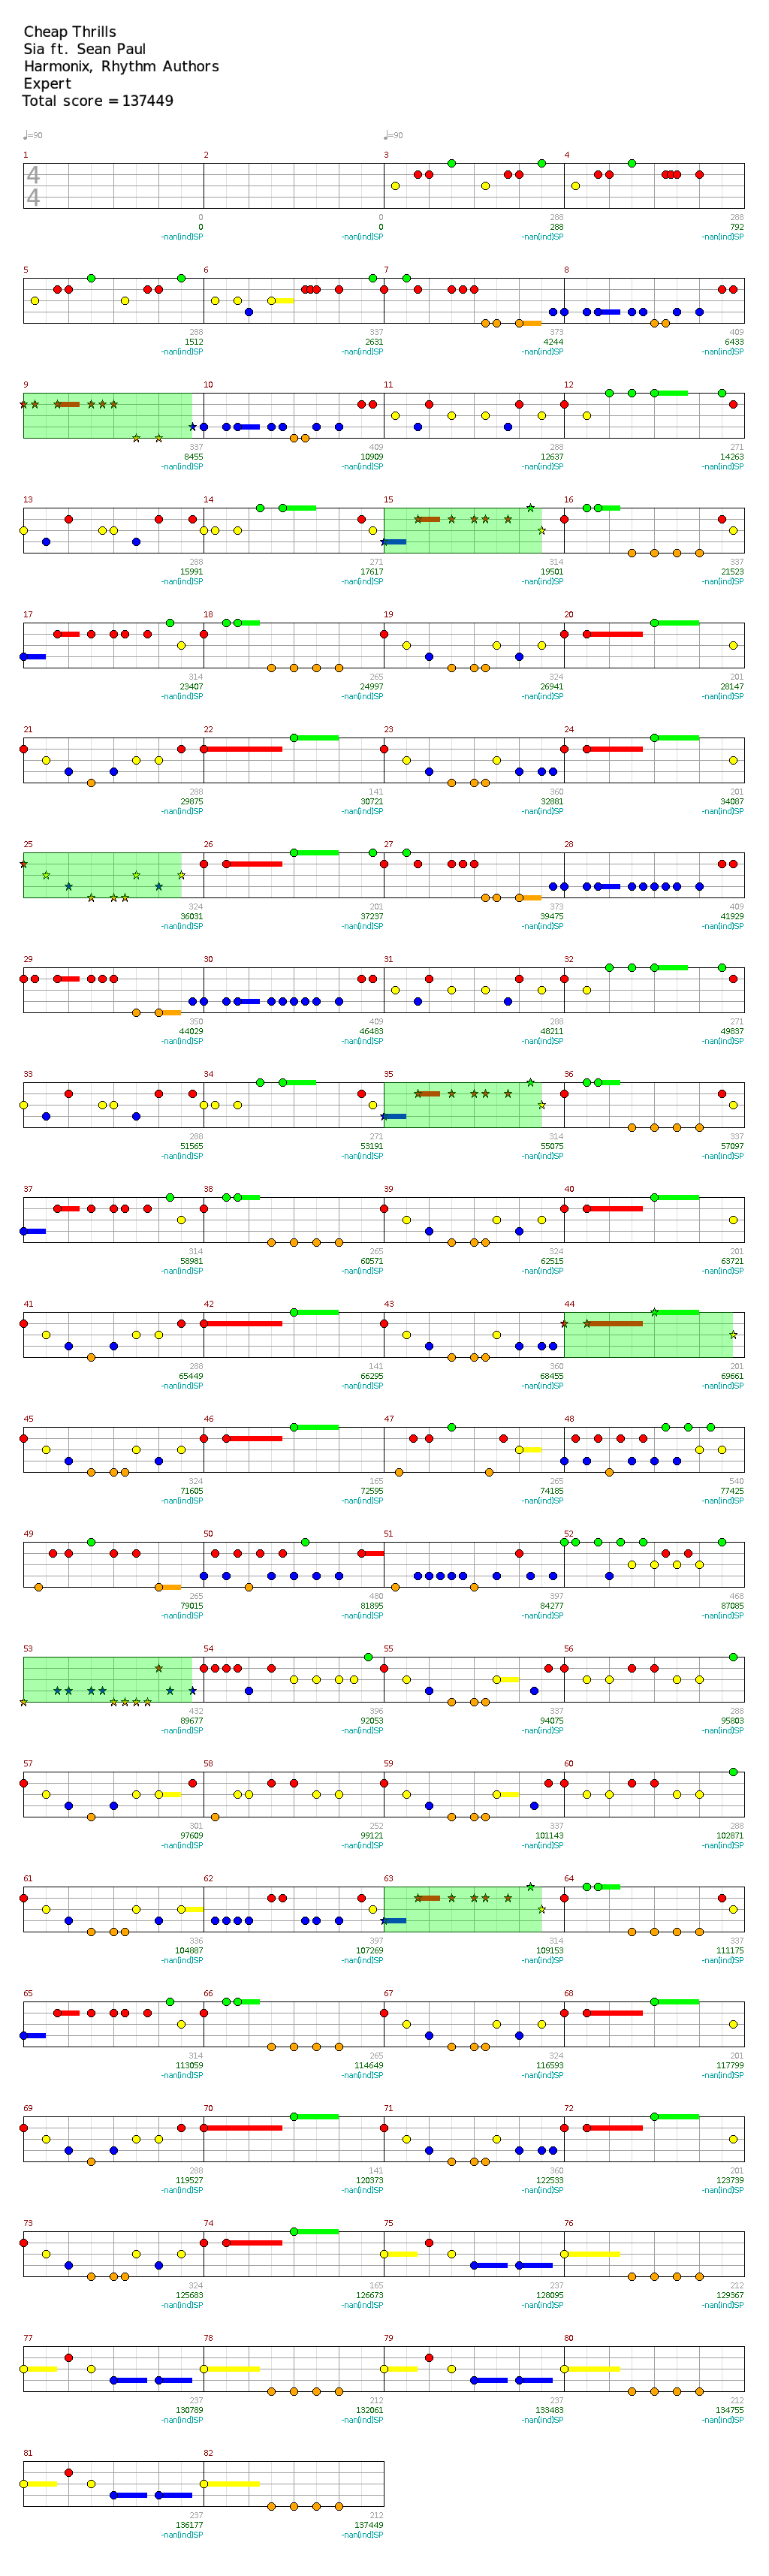 Cheap Thrills
Sia ft. Sean Paul
Harmonix, Rhythm Authors
Expert
Total score = 137449
♩=90 ♩=90
1 2 3 4
4
4
0 0 288 288
0 0 288 792
-nan(ind)SP -nan(ind)SP -nan(ind)SP -nan(ind)SP
5 6 7 8
288 337 373 409
1512 2631 4244 6433
-nan(ind)SP -nan(ind)SP -nan(ind)SP -nan(ind)SP
9 10 11 12
337 409 288 271
8455 10909 12637 14263
-nan(ind)SP -nan(ind)SP -nan(ind)SP -nan(ind)SP
13 14 15 16
288 271 314 337
15991 17617 19501 21523
-nan(ind)SP -nan(ind)SP -nan(ind)SP -nan(ind)SP
17 18 19 20
314 265 324 201
23407 24997 26941 28147
-nan(ind)SP -nan(ind)SP -nan(ind)SP -nan(ind)SP
21 22 23 24
288 141 360 201
29875 30721 32881 34087
-nan(ind)SP -nan(ind)SP -nan(ind)SP -nan(ind)SP
25 26 27 28
324 201 373 409
36031 37237 39475 41929
-nan(ind)SP -nan(ind)SP -nan(ind)SP -nan(ind)SP
29 30 31 32
350 409 288 271
44029 46483 48211 49837
-nan(ind)SP -nan(ind)SP -nan(ind)SP -nan(ind)SP
33 34 35 36
288 271 314 337
51565 53191 55075 57097
-nan(ind)SP -nan(ind)SP -nan(ind)SP -nan(ind)SP
37 38 39 40
314 265 324 201
58981 60571 62515 63721
-nan(ind)SP -nan(ind)SP -nan(ind)SP -nan(ind)SP
41 42 43 44
288 141 360 201
65449 66295 68455 69661
-nan(ind)SP -nan(ind)SP -nan(ind)SP -nan(ind)SP
45 46 47 48
324 165 265 540
71605 72595 74185 77425
-nan(ind)SP -nan(ind)SP -nan(ind)SP -nan(ind)SP
49 50 51 52
265 480 397 468
79015 81895 84277 87085
-nan(ind)SP -nan(ind)SP -nan(ind)SP -nan(ind)SP
53 54 55 56
432 396 337 288
89677 92053 94075 95803
-nan(ind)SP -nan(ind)SP -nan(ind)SP -nan(ind)SP
57 58 59 60
301 252 337 288
97609 99121 101143 102871
-nan(ind)SP -nan(ind)SP -nan(ind)SP -nan(ind)SP
61 62 63 64
336 397 314 337
104887 107269 109153 111175
-nan(ind)SP -nan(ind)SP -nan(ind)SP -nan(ind)SP
65 66 67 68
314 265 324 201
113059 114649 116593 117799
-nan(ind)SP -nan(ind)SP -nan(ind)SP -nan(ind)SP
69 70 71 72
288 141 360 201
119527 120373 122533 123739
-nan(ind)SP -nan(ind)SP -nan(ind)SP -nan(ind)SP
73 74 75 76
324 165 237 212
125683 126673 128095 129367
-nan(ind)SP -nan(ind)SP -nan(ind)SP -nan(ind)SP
77 78 79 80
237 212 237 212
130789 132061 133483 134755
-nan(ind)SP -nan(ind)SP -nan(ind)SP -nan(ind)SP
81 82
237 212
136177 137449
-nan(ind)SP -nan(ind)SP